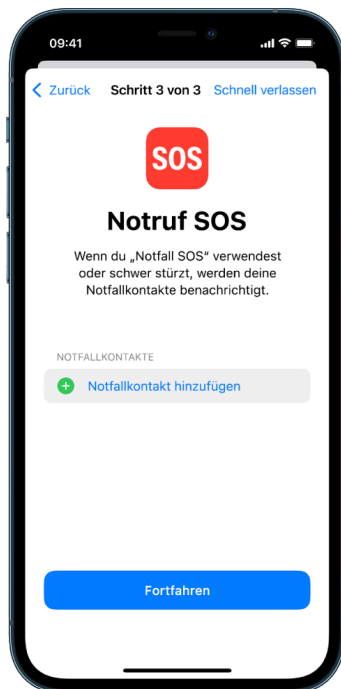 09:41
Zurück Schritt 3 von 3 Schnell verlassen
SOS
Notruf SOS
Wenn du „Notfall SOS“ verwendest
oder schwer stürzt, werden deine
Notfallkontakte benachrichtigt.
NOTFALLKONTAKTE
Notfallkontakt hinzufügen
Fortfahren